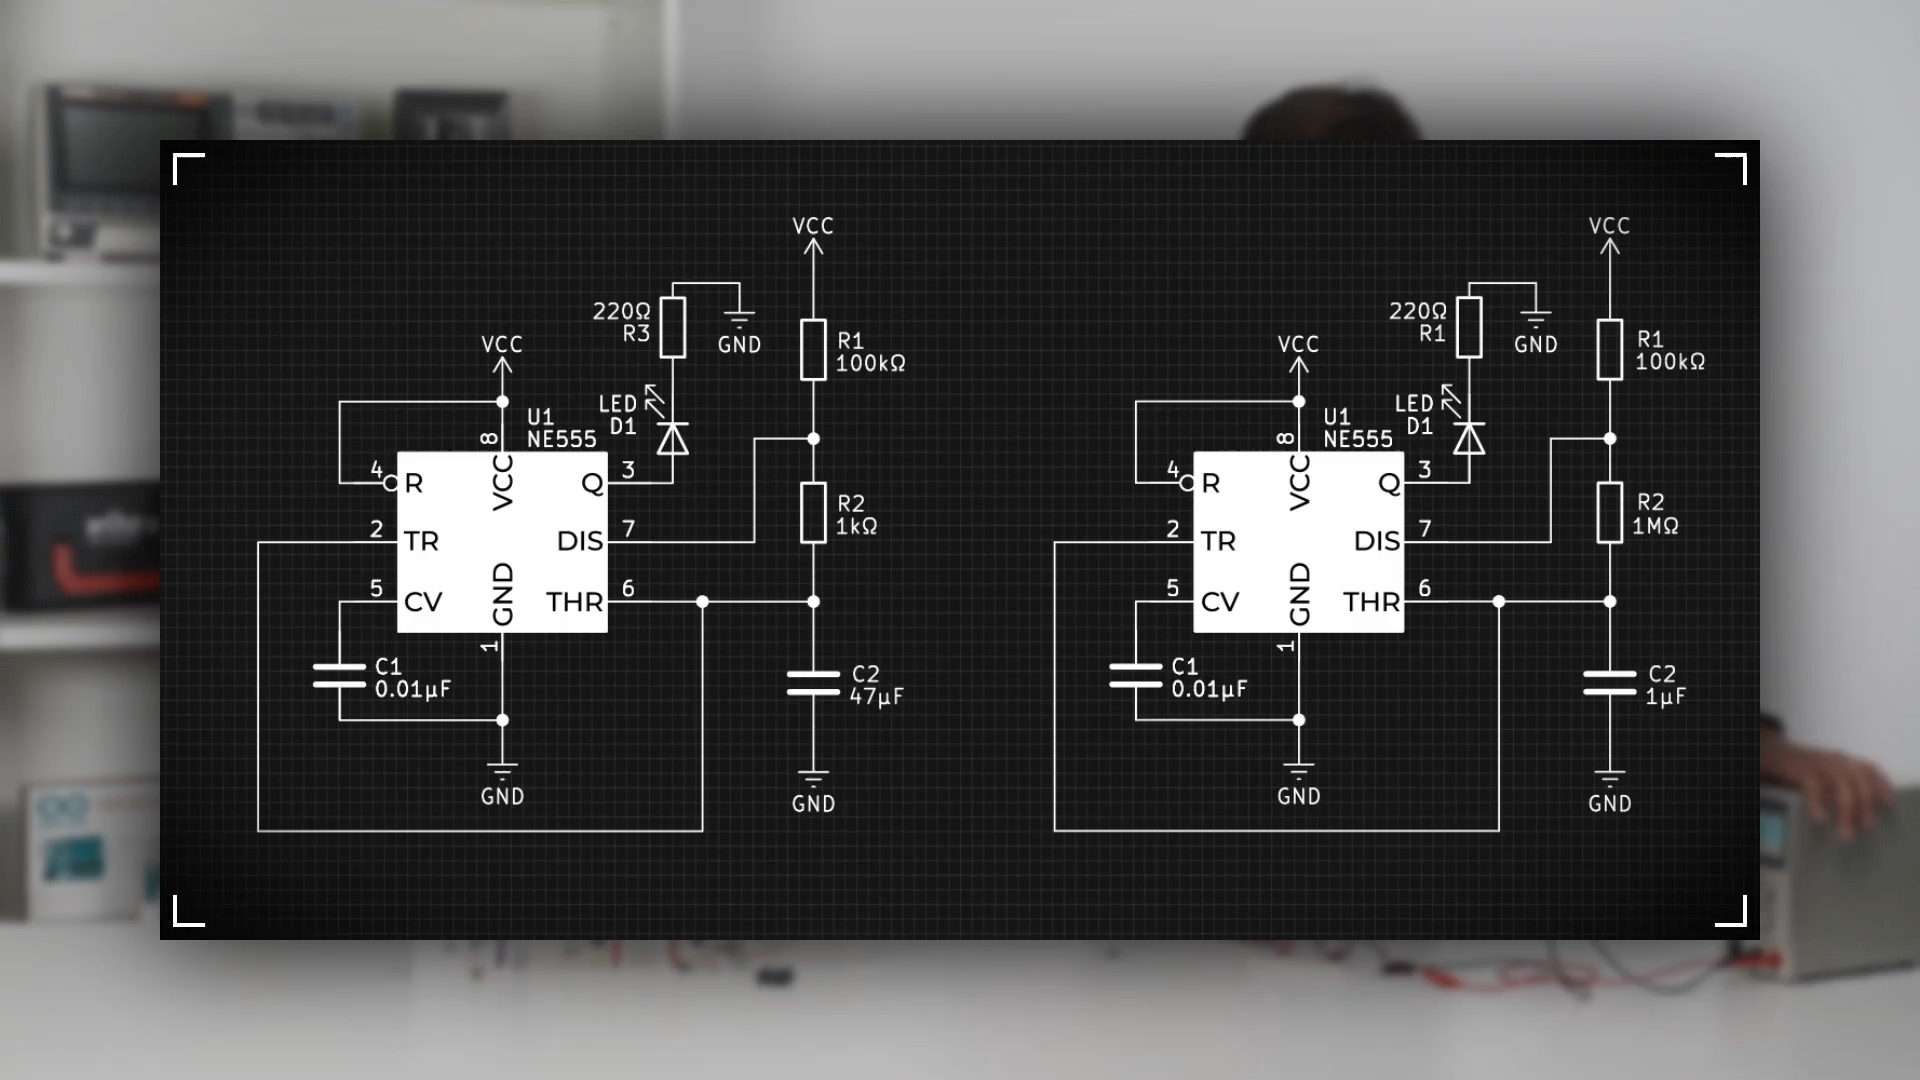 VCC
220Ω
R3
GND
R1
100kΩ
VCC
LED
D1
U1
NE555
8
4
R
VCC
Q
3
R2
1kΩ
2
TR
DIS
7
5
CV
GND
THR
6
1
C1
0.01μF
C2
47μF
GND
GND
VCC
220Ω
R1
GND
R1
100kΩ
VCC
LED
D1
U1
NE555
8
4
R
VCC
Q
3
R2
1MΩ
2
TR
DIS
7
5
CV
GND
THR
6
1
C1
0.01μF
C2
1μF
GND
GND